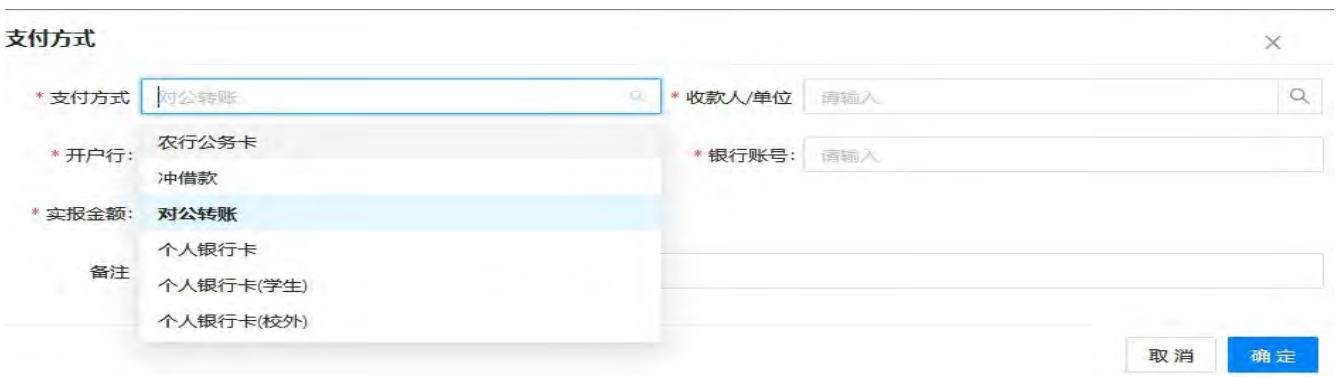 支付方式
* 支付方式 对公转账 * 收款人/单位 请输入
农行公务卡
* 开户行: * 银行账号: 请输入
冲借款
* 实报金额: 对公转账
个人银行卡
备注
个人银行卡(学生)
个人银行卡(校外)
取消 确定